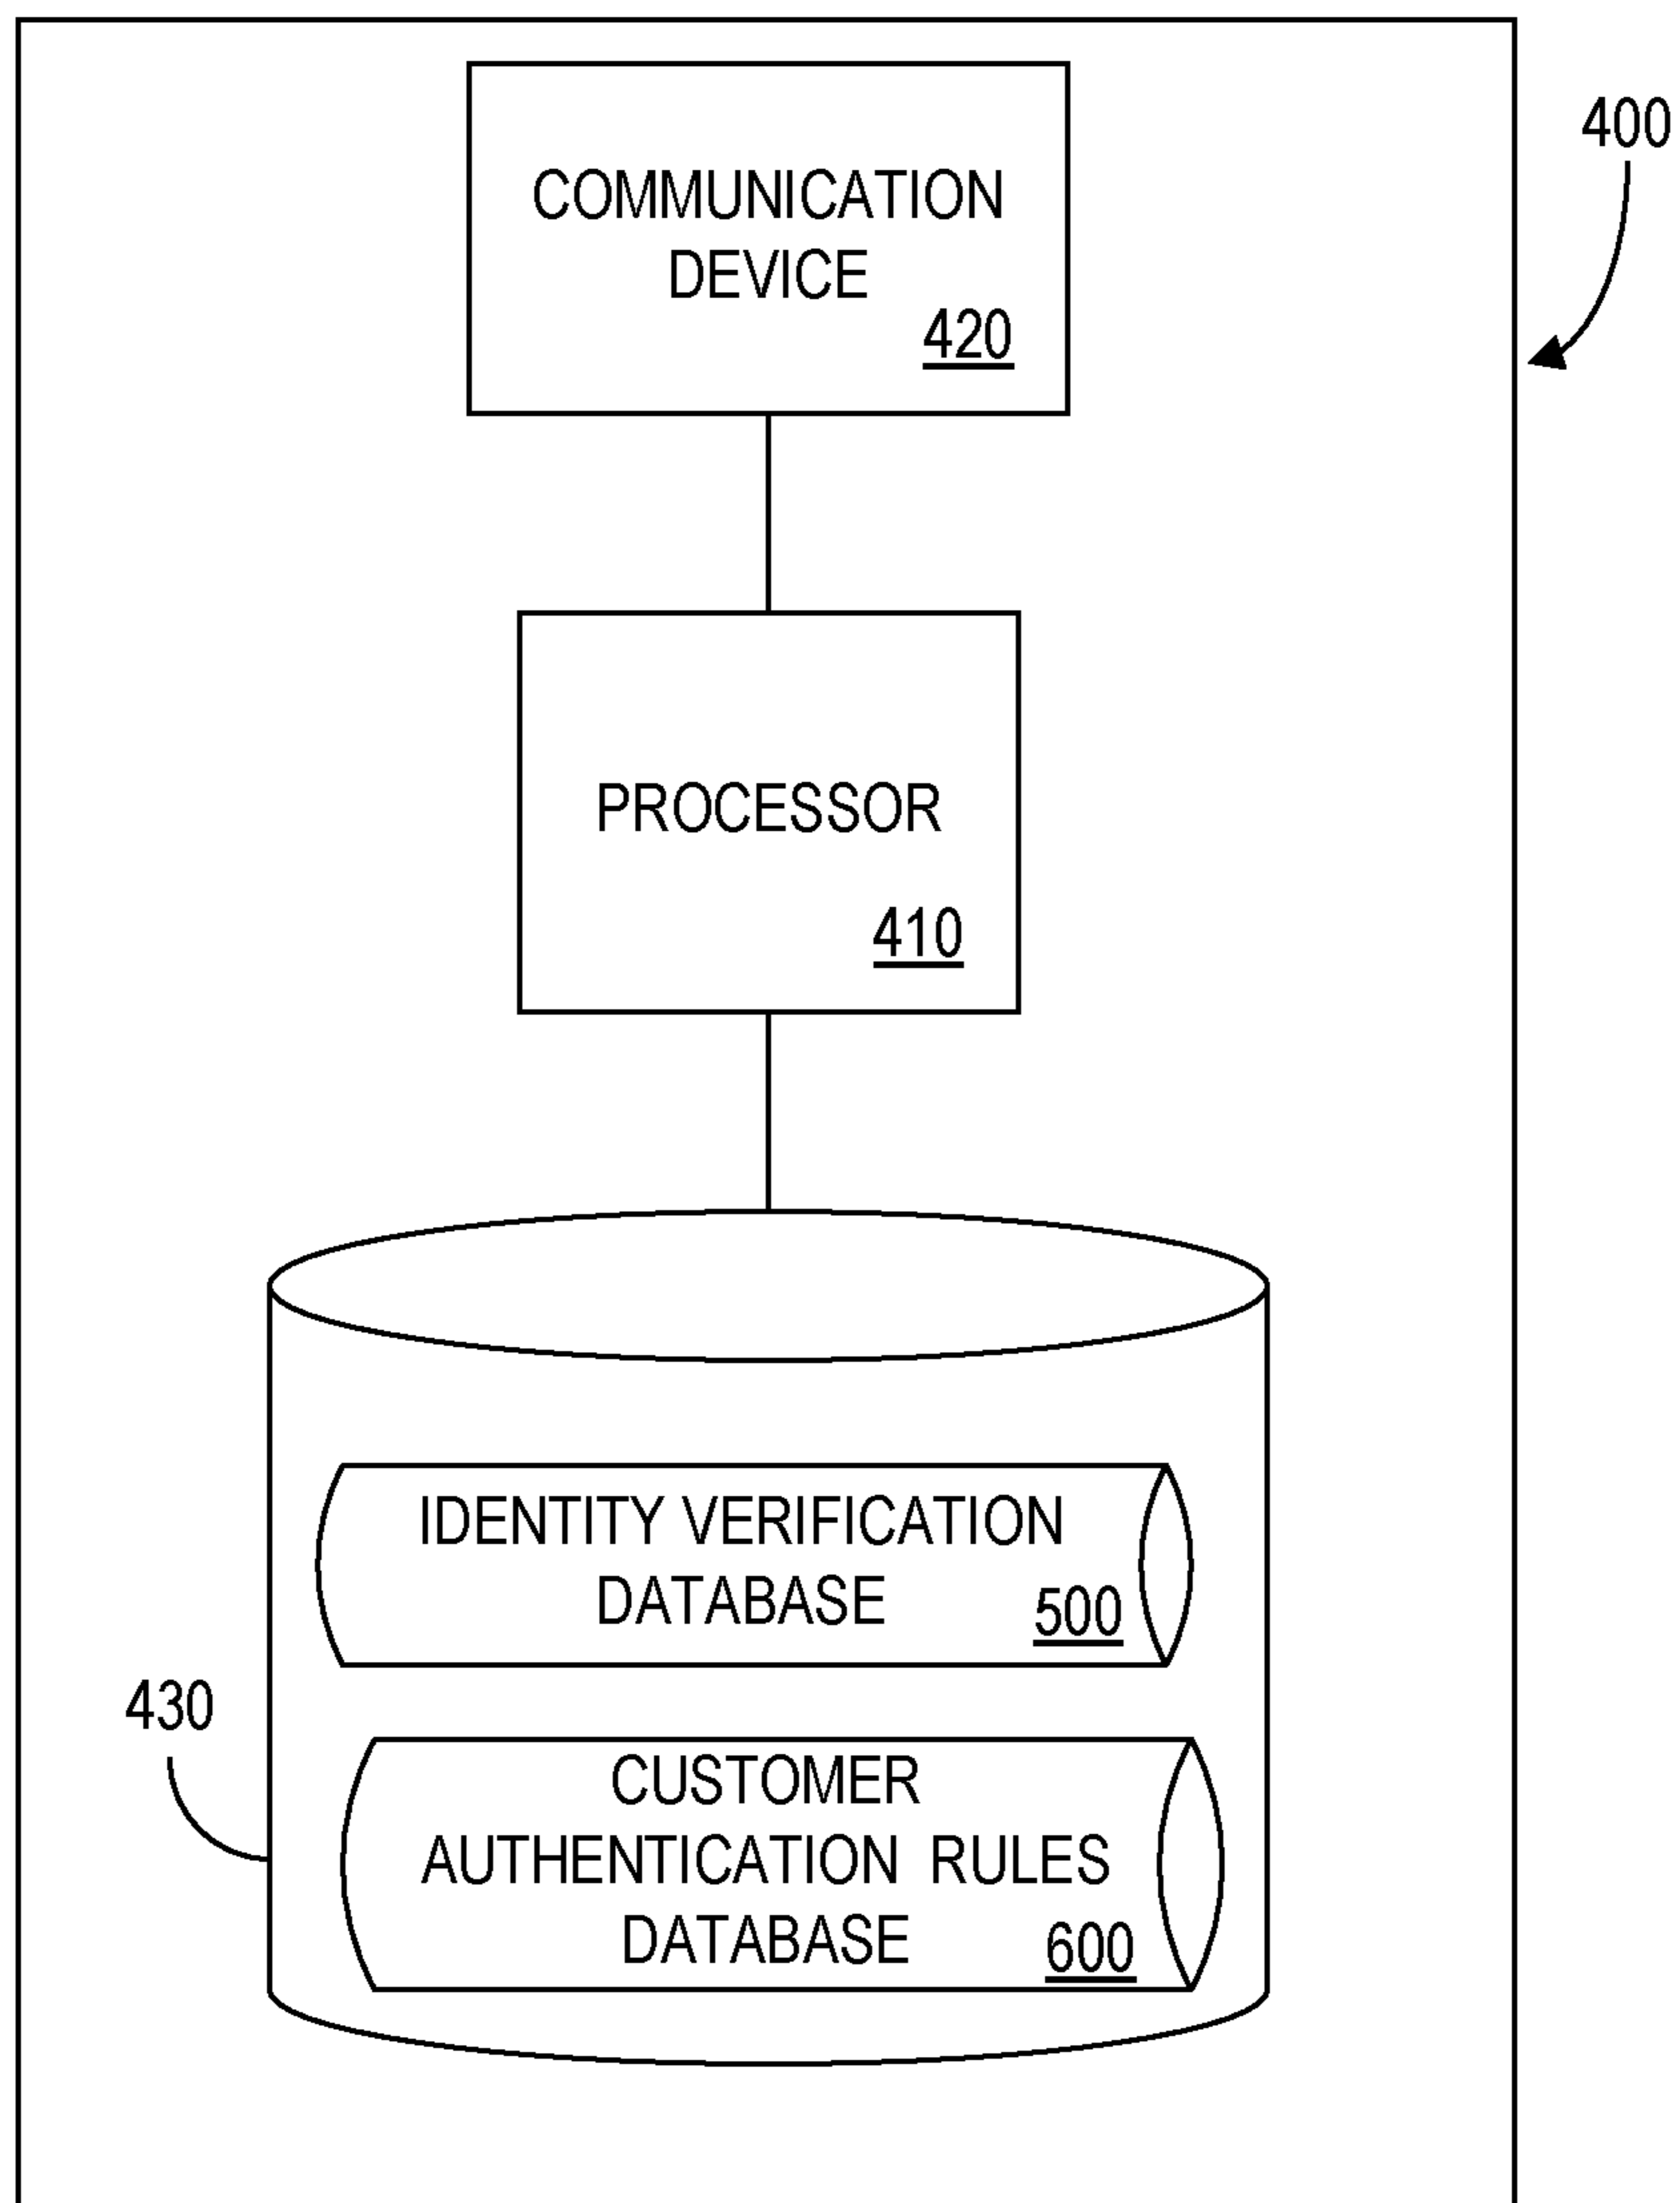 400
COMMUNICATION
DEVICE
420
PROCESSOR
410
IDENTITY VERIFICATION
DATABASE
500
430
CUSTOMER
AUTHENTICATION RULES
DATABASE
600